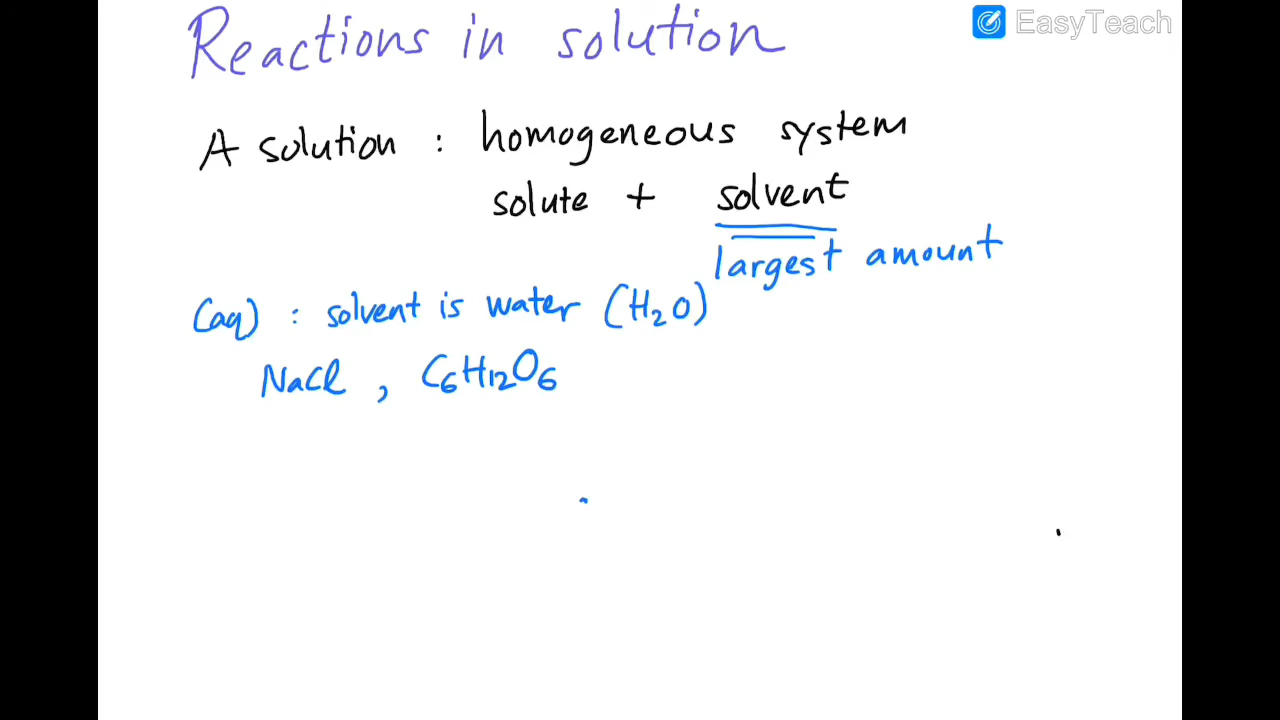 EasyTeach
Reactions in solution
A solution : homogeneous system
solute + solvent
largest amount
(aq) : solvent is water (H₂O)
NaCl , C₆H₁₂O₆